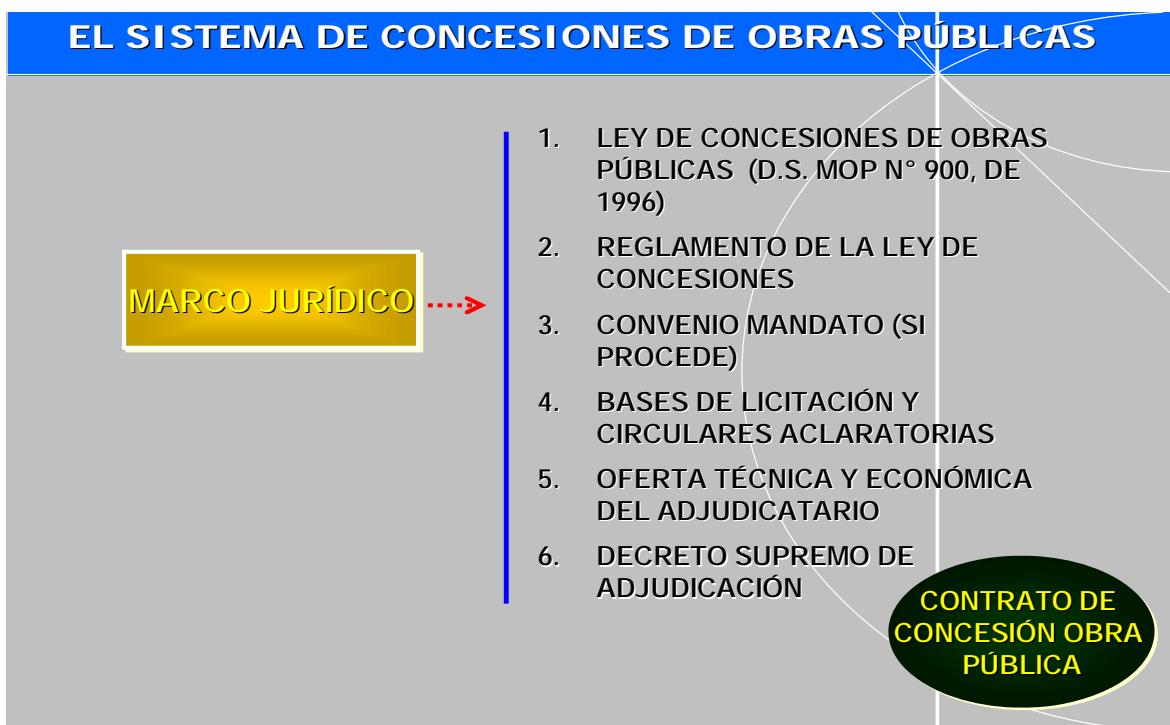 EL SISTEMA DE CONCESIONES DE OBRAS PÚBLICAS
MARCO JURÍDICO
1. LEY DE CONCESIONES DE OBRAS
PÚBLICAS (D.S. MOP N° 900, DE
1996)
2. REGLAMENTO DE LA LEY DE
CONCESIONES
3. CONVENIO MANDATO (SI
PROCEDE)
4. BASES DE LICITACIÓN Y
CIRCULARES ACLARATORIAS
5. OFERTA TÉCNICA Y ECONÓMICA
DEL ADJUDICATARIO
6. DECRETO SUPREMO DE
ADJUDICACIÓN
CONTRATO DE
CONCESIÓN OBRA
PÚBLICA